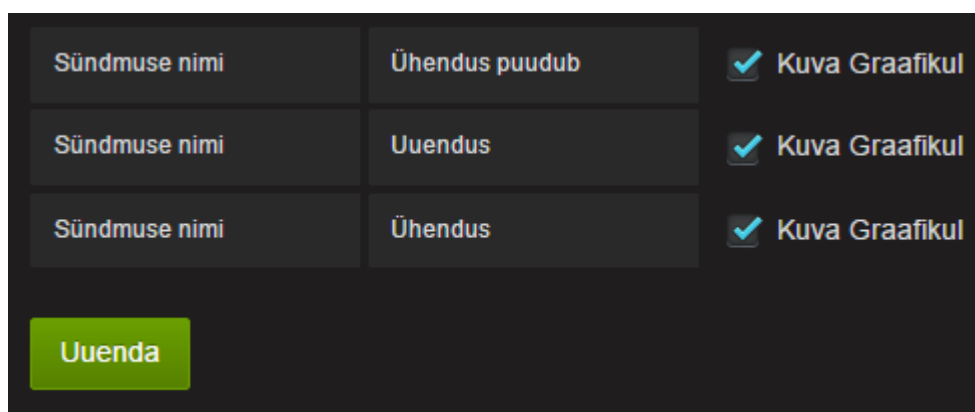 Sündmuse nimi Ühendus puudub Kuva Graafikul
Sündmuse nimi Uuendus Kuva Graafikul
Sündmuse nimi Ühendus Kuva Graafikul
Uuenda